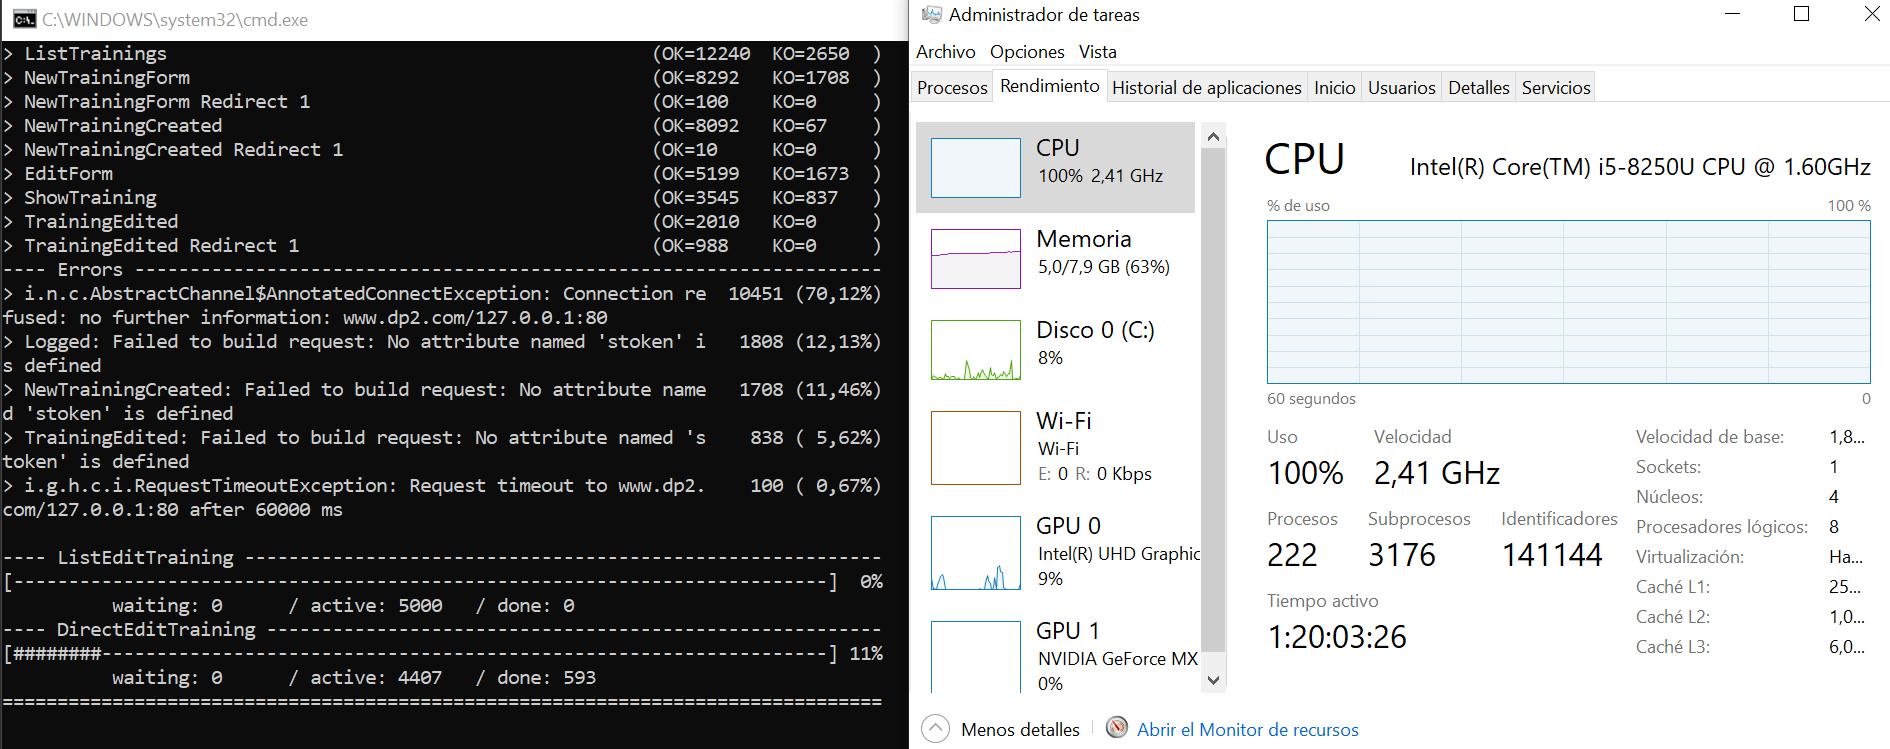 C:\WINDOWS\system32\cmd.exe
> ListTrainings (OK=12240 KO=2650 )
> NewTrainingForm (OK=8292 KO=1708 )
> NewTrainingForm Redirect 1 (OK=100 KO=0 )
> NewTrainingCreated (OK=8092 KO=67 )
> NewTrainingCreated Redirect 1 (OK=10 KO=0 )
> EditForm (OK=5199 KO=1673 )
> ShowTraining (OK=3545 KO=837 )
> TrainingEdited (OK=2010 KO=0 )
> TrainingEdited Redirect 1 (OK=988 KO=0 )
---- Errors --------------------------------------------------------------------
> i.n.c.AbstractChannel$AnnotatedConnectException: Connection re 10451 (70,12%)
fused: no further information: www.dp2.com/127.0.0.1:80
> Logged: Failed to build request: No attribute named 'stoken' i 1808 (12,13%)
s defined
> NewTrainingCreated: Failed to build request: No attribute name 1708 (11,46%)
d 'stoken' is defined
> TrainingEdited: Failed to build request: No attribute named 's 838 ( 5,62%)
token' is defined
> i.g.h.c.i.RequestTimeoutException: Request timeout to www.dp2. 100 ( 0,67%)
com/127.0.0.1:80 after 60000 ms
---- ListEditTraining ----------------------------------------------------------
[--------------------------------------------------------------------------] 0%
waiting: 0 / active: 5000 / done: 0
---- DirectEditTraining --------------------------------------------------------
[########------------------------------------------------------------------] 11%
waiting: 0 / active: 4407 / done: 593
================================================================================
Administrador de tareas
Archivo Opciones Vista
Procesos Rendimiento Historial de aplicaciones Inicio Usuarios Detalles Servicios
CPU
100% 2,41 GHz
Memoria
5,0/7,9 GB (63%)
Disco 0 (C:)
8%
Wi-Fi
Wi-Fi
E: 0 R: 0 Kbps
GPU 0
Intel(R) UHD Graphic
9%
GPU 1
NVIDIA GeForce MX
0%
CPU Intel(R) Core(TM) i5-8250U CPU @ 1.60GHz
% de uso 100 %
60 segundos 0
Uso Velocidad
100% 2,41 GHz
Procesos Subprocesos Identificadores
222 3176 141144
Tiempo activo
1:20:03:26
Velocidad de base: 1,8...
Sockets: 1
Núcleos: 4
Procesadores lógicos: 8
Virtualización: Ha...
Caché L1: 25...
Caché L2: 1,0...
Caché L3: 6,0...
Menos detalles Abrir el Monitor de recursos